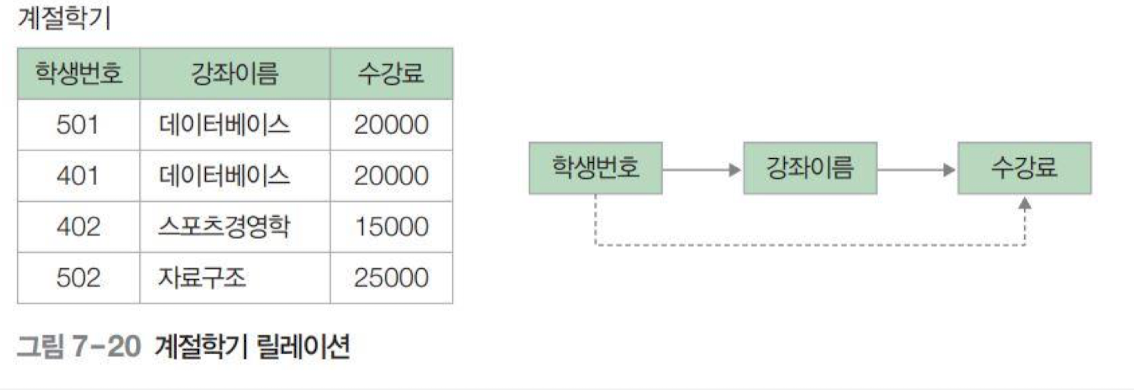 계절학기
학생번호 강좌이름 수강료
501 데이터베이스 20000
401 데이터베이스 20000
402 스포츠경영학 15000
502 자료구조 25000
학생번호 강좌이름 수강료
그림 7-20 계절학기 릴레이션